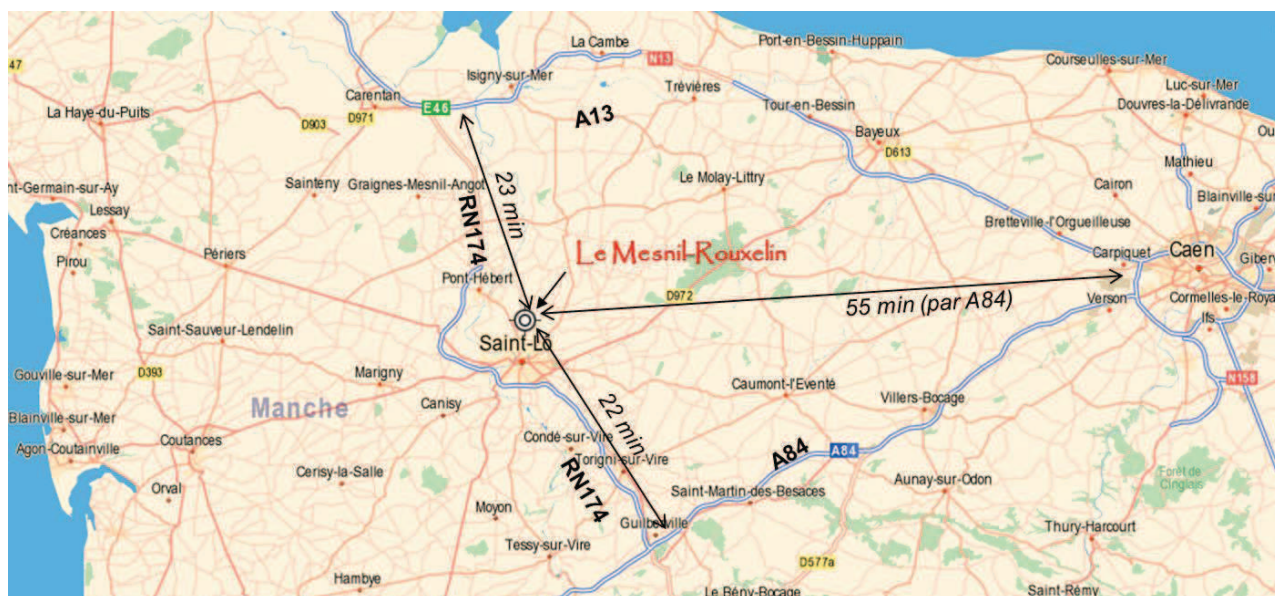 La Cambe
Port-en-Bessin-Huppain
N13
47
Isigny-sur-Mer
Courseulles-sur-Mer
Trévières
Luc-sur-Mer
Carentan
E46
Tour-en-Bessin
Douvres-la-Délivrande
La Haye-du-Puits
D903
D971
A13
Bayeux
Ou
D613
Mathieu
Sainteny
Graignes-Mesnil-Angot
23 min
Le Molay-Littry
Cairon
nt-Germain-sur-Ay
Blainville-sur
Lessay
RN174
Bretteville-l'Orgueilleuse
Créances
Périers
Le Mesnil-Rouxelin
Carpiquet
Caen
Giberv
Pirou
Pont-Hébert
D972
55 min (par A84)
Verson
Cormelles-le-Roya
Ifs
Saint-Sauveur-Lendelin
Saint-Lô
D393
Gouville-sur-Mer
Marigny
Caumont-l'Eventé
N158
Manche
Canisy
22 min
Villers-Bocage
Blainville-sur-Mer
Coutances
Condé-sur-Vire
Agon-Coutainville
A84
A84
Cerisy-la-Salle
Torigni-sur-Vire
RN174
Orval
Saint-Martin-des-Besaces
Aunay-sur-Odon
Forêt de
Cinglais
Moyon
Guilberville
Thury-Harcourt
Tessy-sur-Vire
D577a
Hambye
Le Bény-Bocage
Saint-Rémy